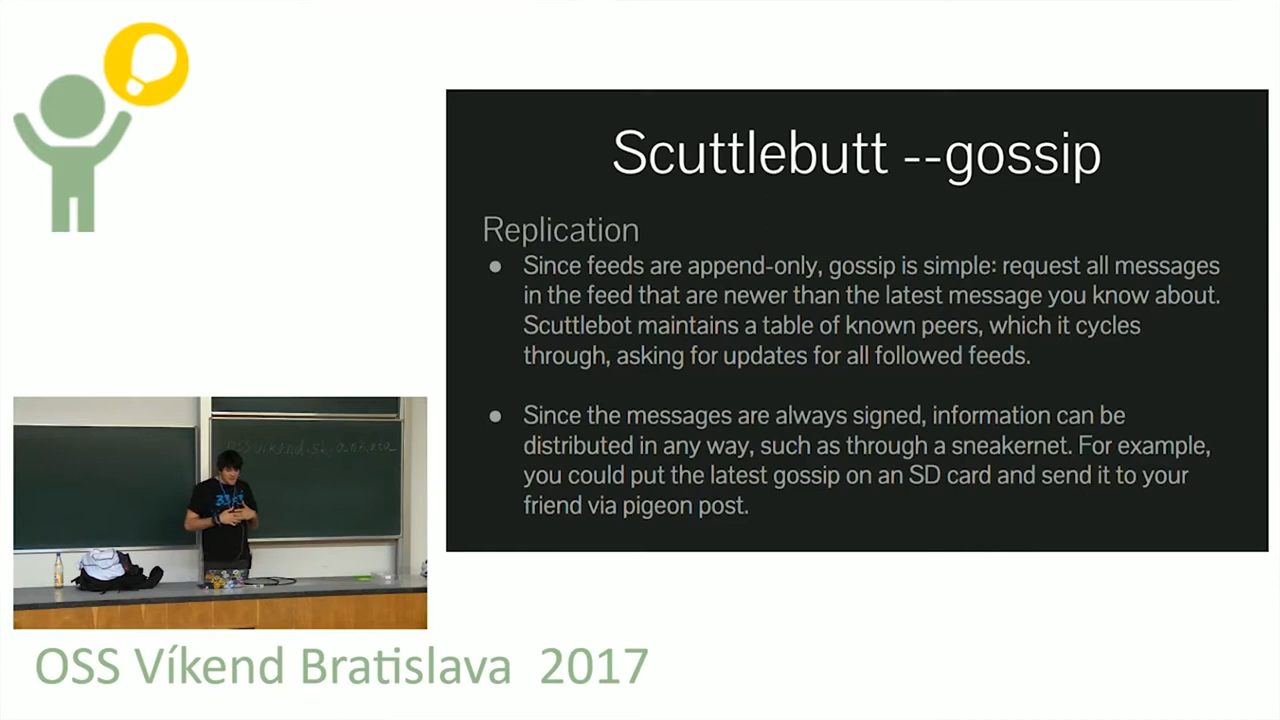 Scuttlebutt --gossip
Replication
● Since feeds are append-only, gossip is simple: request all messages
in the feed that are newer than the latest message you know about.
Scuttlebot maintains a table of known peers, which it cycles
through, asking for updates for all followed feeds.
● Since the messages are always signed, information can be
distributed in any way, such as through a sneakernet. For example,
you could put the latest gossip on an SD card and send it to your
friend via pigeon post.
OSS Víkend Bratislava 2017